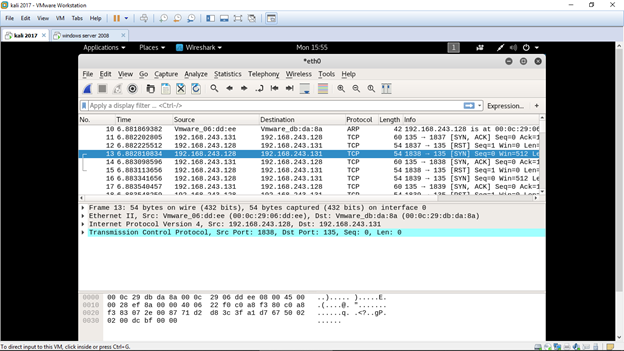 kali 2017 - VMware Workstation
File Edit View VM Tabs Help
kali 2017 windows server 2008
Applications Places Wireshark Mon 15:55 1
*eth0
File Edit View Go Capture Analyze Statistics Telephony Wireless Tools Help
Apply a display filter ... <Ctrl-/> Expression... +
No. Time Source Destination Protocol Length Info
10 6.881869382 Vmware_06:dd:ee Vmware_db:da:8a ARP 42 192.168.243.128 is at 00:0c:29:06
11 6.882202805 192.168.243.131 192.168.243.128 TCP 60 135 → 1837 [SYN, ACK] Seq=0 Ack=1
12 6.882225512 192.168.243.128 192.168.243.131 TCP 54 1837 → 135 [RST] Seq=1 Win=0 Len=
13 6.882810034 192.168.243.128 192.168.243.131 TCP 54 1838 → 135 [SYN] Seq=0 Win=512 Le
14 6.883098596 192.168.243.131 192.168.243.128 TCP 60 135 → 1838 [SYN, ACK] Seq=0 Ack=1
15 6.883113656 192.168.243.128 192.168.243.131 TCP 54 1838 → 135 [RST] Seq=1 Win=0 Len=
16 6.883341656 192.168.243.128 192.168.243.131 TCP 54 1839 → 135 [SYN] Seq=0 Win=512 Le
17 6.883540457 192.168.243.131 192.168.243.128 TCP 60 135 → 1839 [SYN, ACK] Seq=0 Ack=1
Frame 13: 54 bytes on wire (432 bits), 54 bytes captured (432 bits) on interface 0
Ethernet II, Src: Vmware_06:dd:ee (00:0c:29:06:dd:ee), Dst: Vmware_db:da:8a (00:0c:29:db:da:8a)
Internet Protocol Version 4, Src: 192.168.243.128, Dst: 192.168.243.131
Transmission Control Protocol, Src Port: 1838, Dst Port: 135, Seq: 0, Len: 0
0000 00 0c 29 db da 8a 00 0c 29 06 dd ee 08 00 45 00 ..)..... ).....E.
0010 00 28 ef 8a 00 00 40 06 22 f0 c0 a8 f3 80 c0 a8 .(....@. ".......
0020 f3 83 07 2e 00 87 71 d2 d8 3c 3f a1 d7 67 50 02 ......q. .<?..gP.
0030 02 00 dc bf 00 00 ......
To direct input to this VM, click inside or press Ctrl+G.